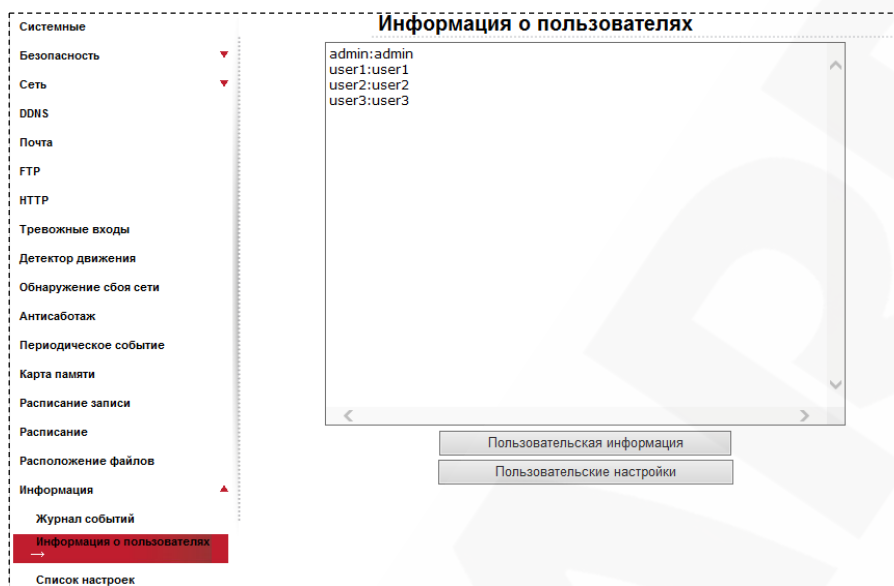 Информация о пользователях
Системные
Безопасность
Сеть
DDNS
Почта
FTP
HTTP
Тревожные входы
Детектор движения
Обнаружение сбоя сети
Антисаботаж
Периодическое событие
Карта памяти
Расписание записи
Расписание
Расположение файлов
Информация
Журнал событий
Информация о пользователях
→
Список настроек
admin:admin
user1:user1
user2:user2
user3:user3
Пользовательская информация
Пользовательские настройки